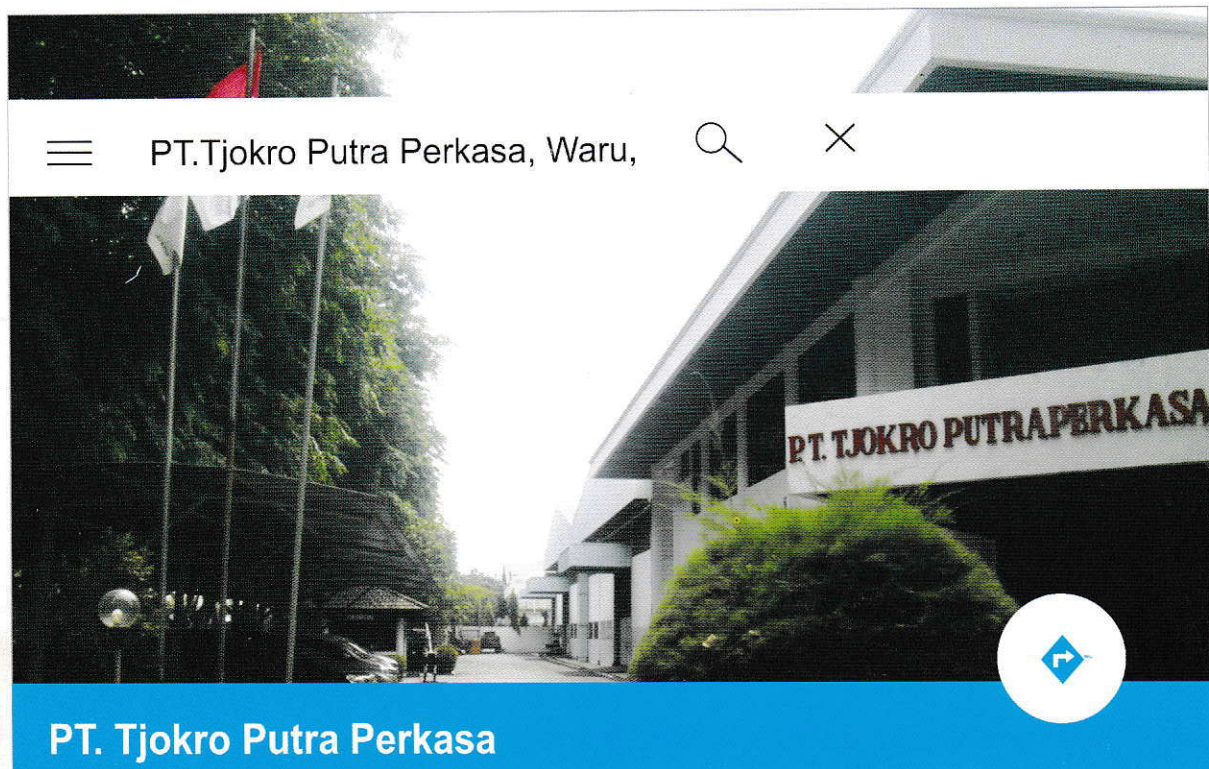 PT.Tjokro Putra Perkasa, Waru,
P.T. TJOKRO PUTRAPERKASA
PT. Tjokro Putra Perkasa